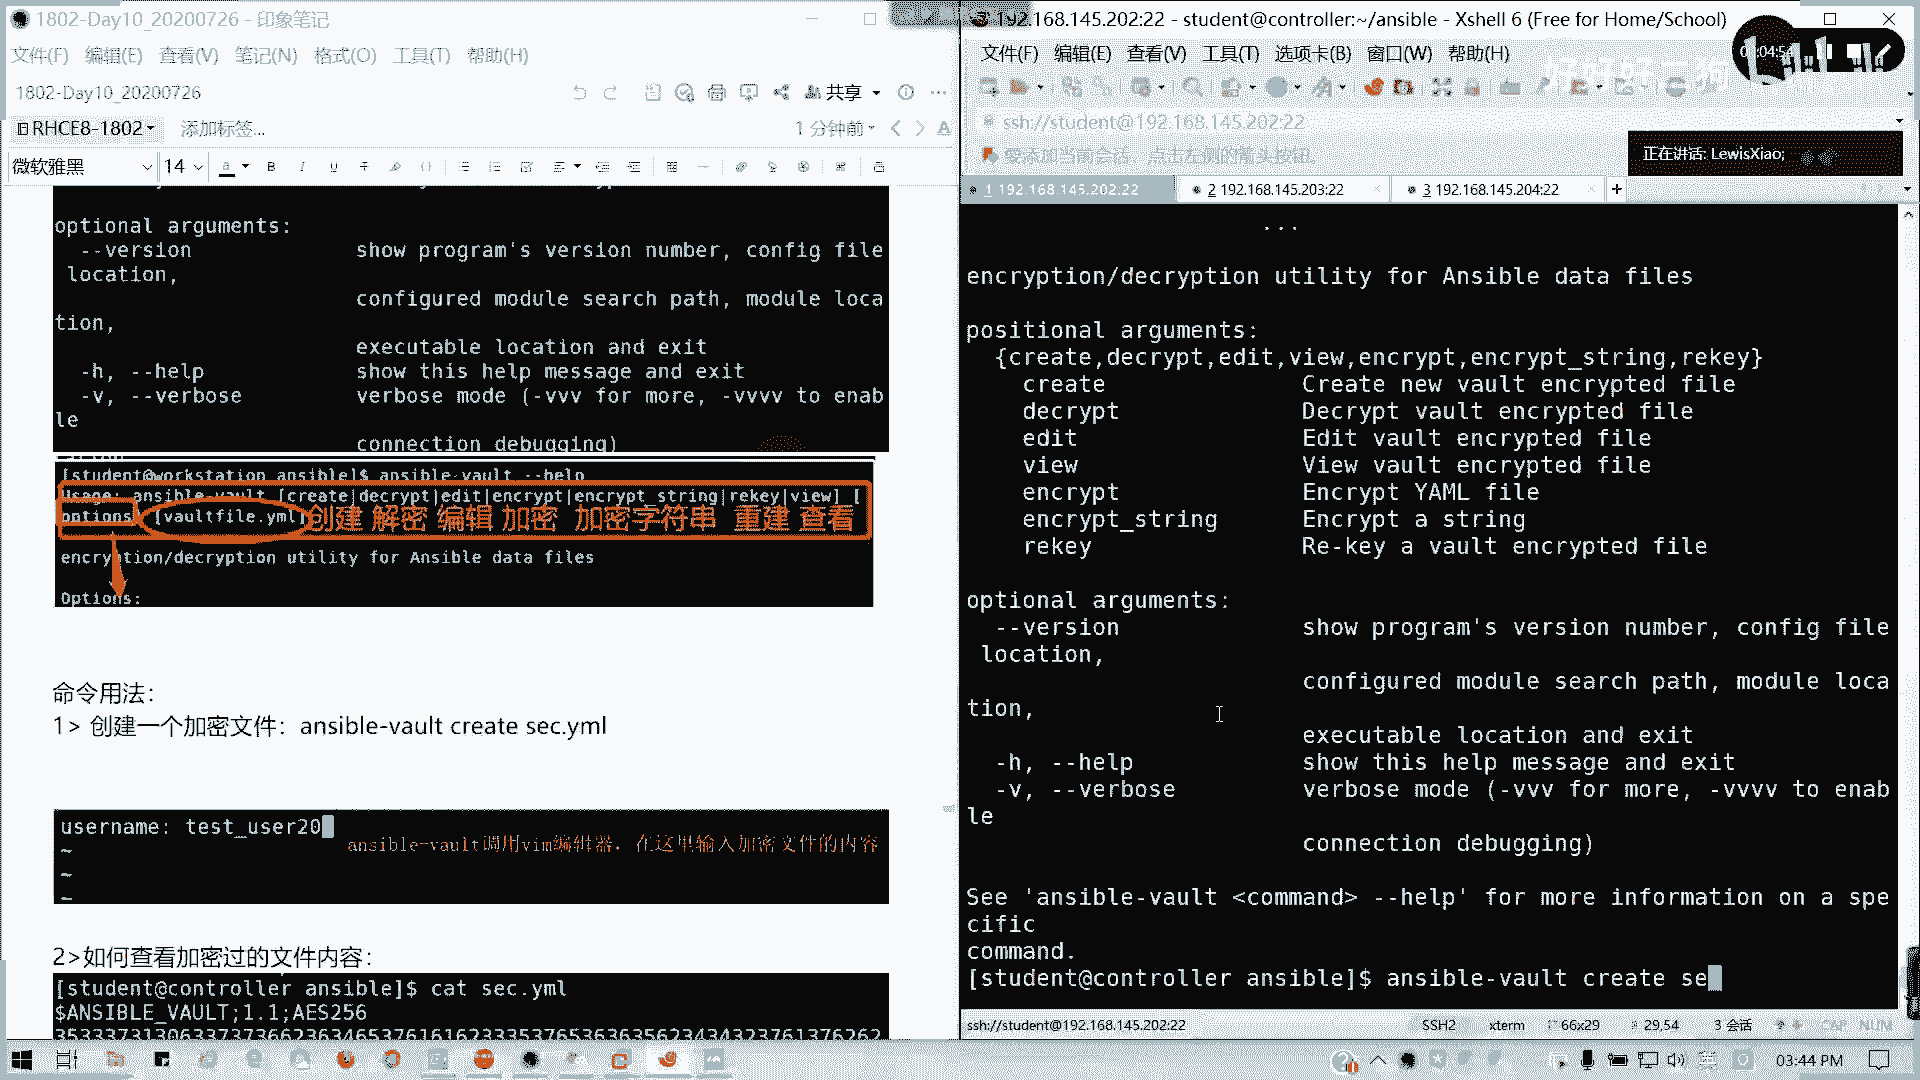 1802-Day10_20200726 - 印象笔记
文件(F) 编辑(E) 查看(V) 笔记(N) 格式(O) 工具(T) 帮助(H)
1802-Day10_20200726
共享
RHCE8-1802
添加标签...
1 分钟前
微软雅黑
14
optional arguments:
--version show program's version number, config file
location,
configured module search path, module loca
tion,
executable location and exit
-h, --help show this help message and exit
-v, --verbose verbose mode (-vvv for more, -vvvv to enab
le
connection debugging)
[student@workstation ansible]$ ansible-vault --help
Usage: ansible-vault [create|decrypt|edit|encrypt|encrypt_string|rekey|view] [
options] [vaultfile.yml]
创建 解密 编辑 加密 加密字符串 重建 查看
encryption/decryption utility for Ansible data files
Options:
命令用法：
1> 创建一个加密文件：ansible-vault create sec.yml
username: test_user20
~
~
~
ansible-vault调用vim编辑器. 在这里输入加密文件的内容
2>如何查看加密过的文件内容：
[student@controller ansible]$ cat sec.yml
$ANSIBLE_VAULT;1.1;AES256
192.168.145.202:22 - student@controller:~/ansible - Xshell 6 (Free for Home/School)
文件(F) 编辑(E) 查看(V) 工具(T) 选项卡(B) 窗口(W) 帮助(H)
ssh://student@192.168.145.202:22
要添加当前会话，点击左侧的箭头按钮。
正在讲话: LewisXiao;
1 192.168.145.202:22
2 192.168.145.203:22
3 192.168.145.204:22
...
encryption/decryption utility for Ansible data files
positional arguments:
{create,decrypt,edit,view,encrypt,encrypt_string,rekey}
create Create new vault encrypted file
decrypt Decrypt vault encrypted file
edit Edit vault encrypted file
view View vault encrypted file
encrypt Encrypt YAML file
encrypt_string Encrypt a string
rekey Re-key a vault encrypted file
optional arguments:
--version show program's version number, config file
location,
configured module search path, module loca
tion,
executable location and exit
-h, --help show this help message and exit
-v, --verbose verbose mode (-vvv for more, -vvvv to enab
le
connection debugging)
See 'ansible-vault <command> --help' for more information on a spe
cific
command.
[student@controller ansible]$ ansible-vault create se
ssh://student@192.168.145.202:22
SSH2
xterm
66x29
29,54
3 会话
CAP NUM
03:44 PM